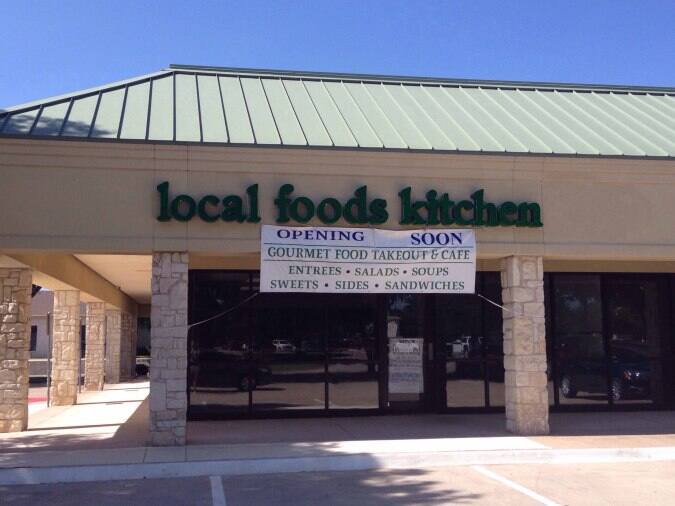 local foods kitchen
OPENING SOON
GOURMET FOOD TAKEOUT & CAFE
ENTREES • SALADS • SOUPS
SWEETS • SIDES • SANDWICHES